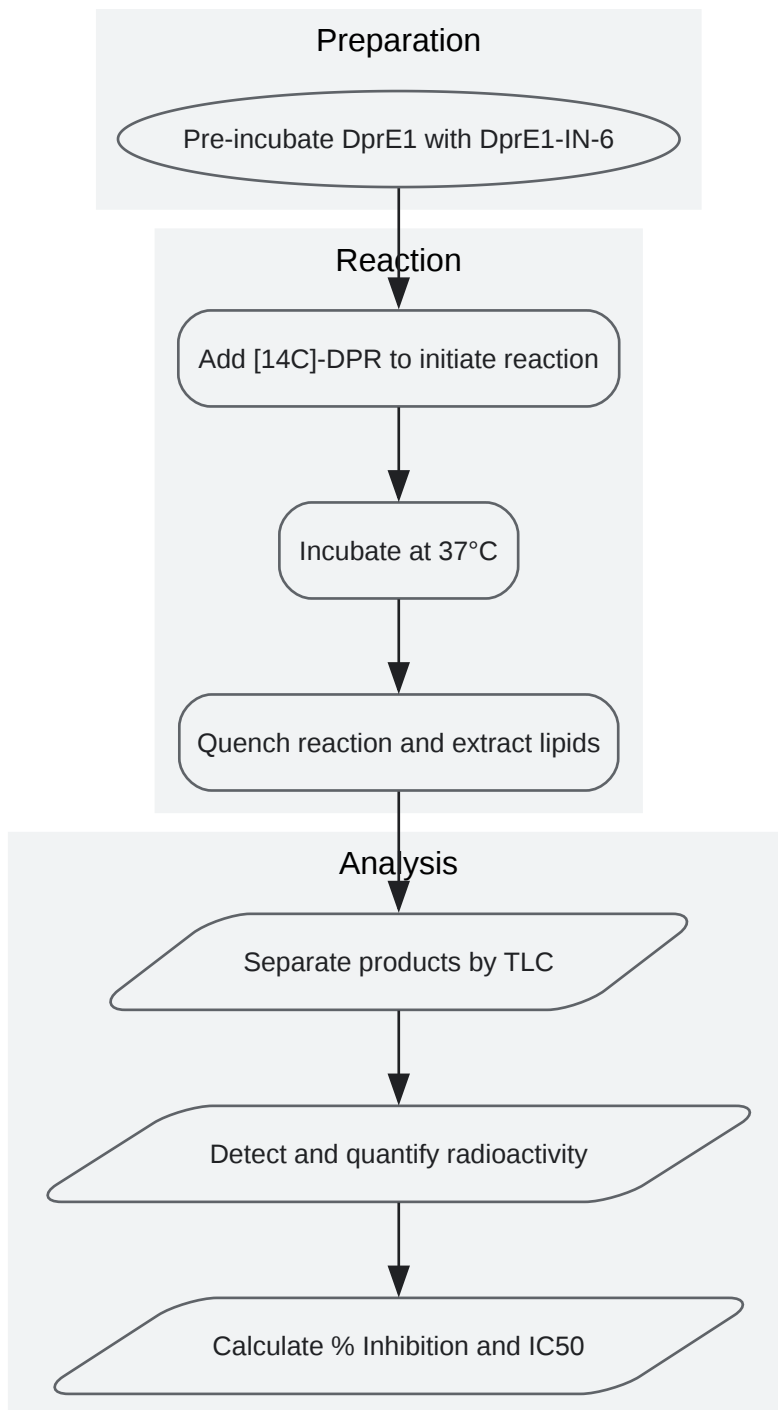 Preparation
Pre-incubate DprE1 with DprE1-IN-6
Reaction
Add [14C]-DPR to initiate reaction
Incubate at 37°C
Quench reaction and extract lipids
Analysis
Separate products by TLC
Detect and quantify radioactivity
Calculate % Inhibition and IC50